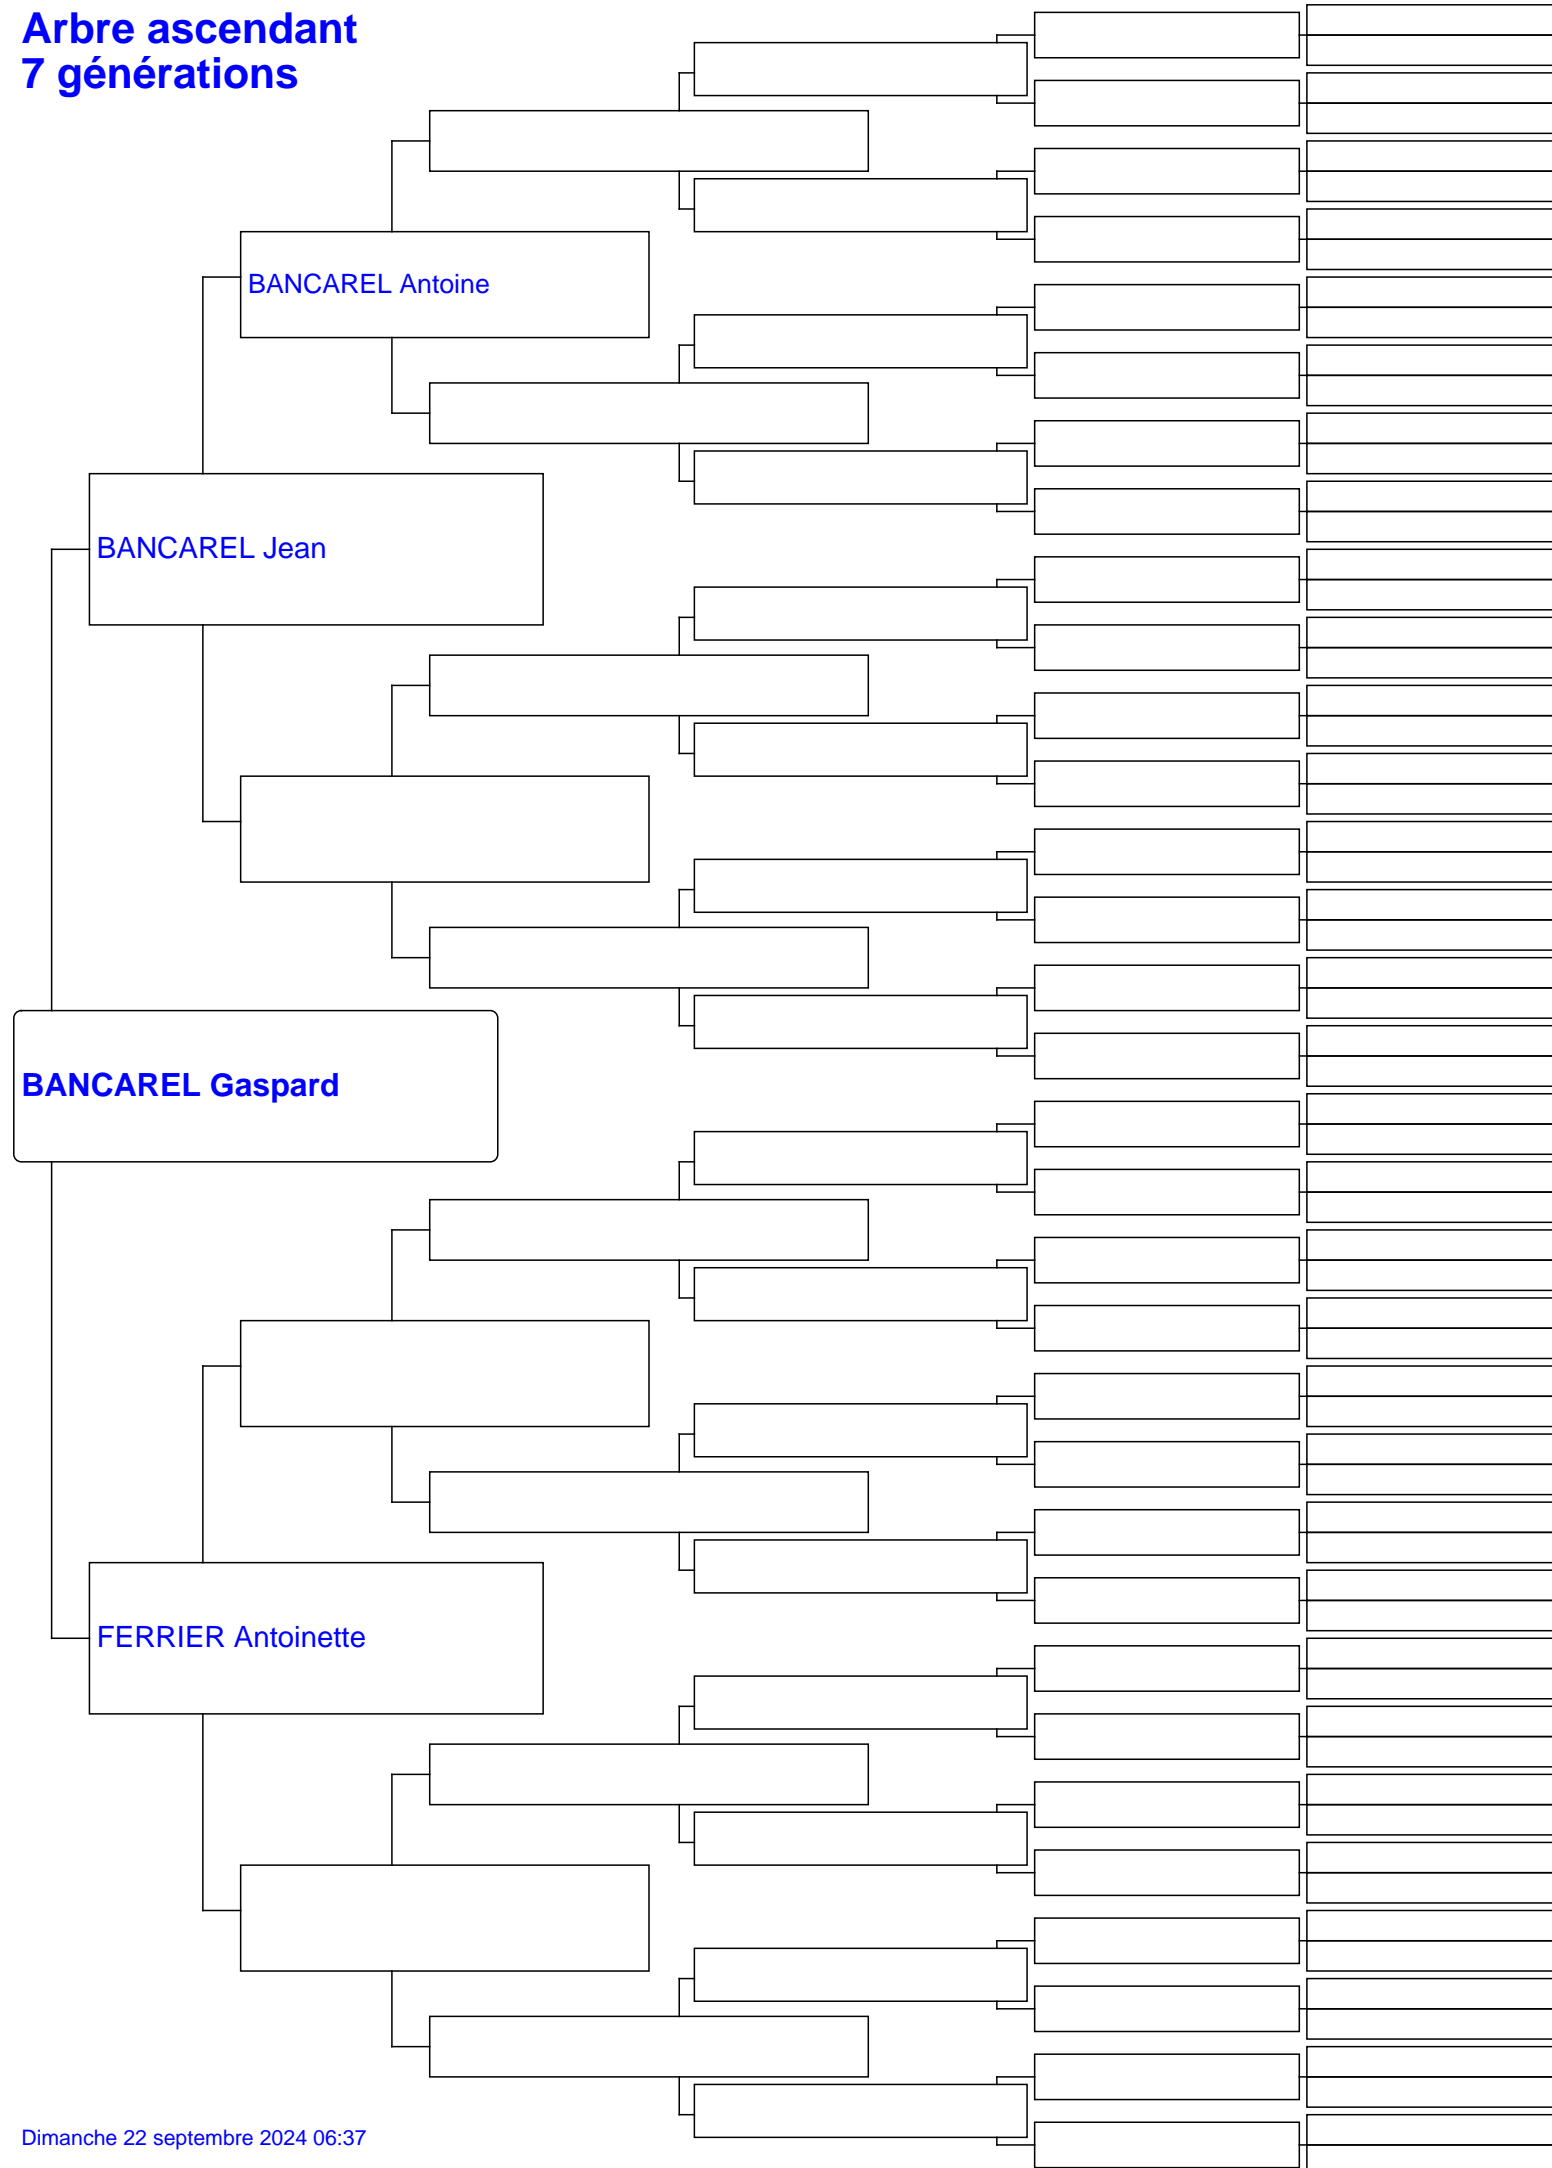 Arbre ascendant
7 générations
BANCAREL Antoine
BANCAREL Jean
BANCAREL Gaspard
FERRIER Antoinette
Dimanche 22 septembre 2024 06:37